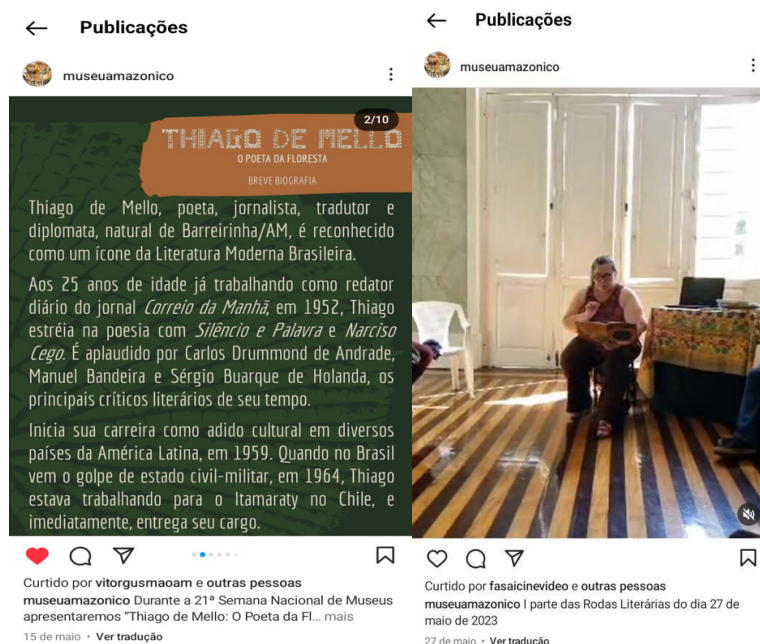 Publicações
museuamazonico
2/10
THIAGO DE MELLO
O POETA DA FLORESTA
BREVE BIOGRAFIA
Thiago de Mello, poeta, jornalista, tradutor e
diplomata, natural de Barreirinha/AM, é reconhecido
como um ícone da Literatura Moderna Brasileira.
Aos 25 anos de idade já trabalhando como redator
diário do jornal Correio da Manhã, em 1952, Thiago
estréia na poesia com Silêncio e Palavra e Narciso
Cego. É aplaudido por Carlos Drummond de Andrade,
Manuel Bandeira e Sérgio Buarque de Holanda, os
principais críticos literários de seu tempo.
Inicia sua carreira como adido cultural em diversos
países da América Latina, em 1959. Quando no Brasil
vem o golpe de estado civil-militar, em 1964, Thiago
estava trabalhando para o Itamaraty no Chile, e
imediatamente, entrega seu cargo.
Curtido por vitorgusmaoam e outras pessoas
museuamazonico Durante a 21ª Semana Nacional de Museus
apresentaremos "Thiago de Mello: O Poeta da Fl... mais
15 de maio • Ver tradução
Publicações
museuamazonico
Curtido por fasaicinevideo e outras pessoas
museuamazonico I parte das Rodas Literárias do dia 27 de
maio de 2023
27 de maio • Ver tradução